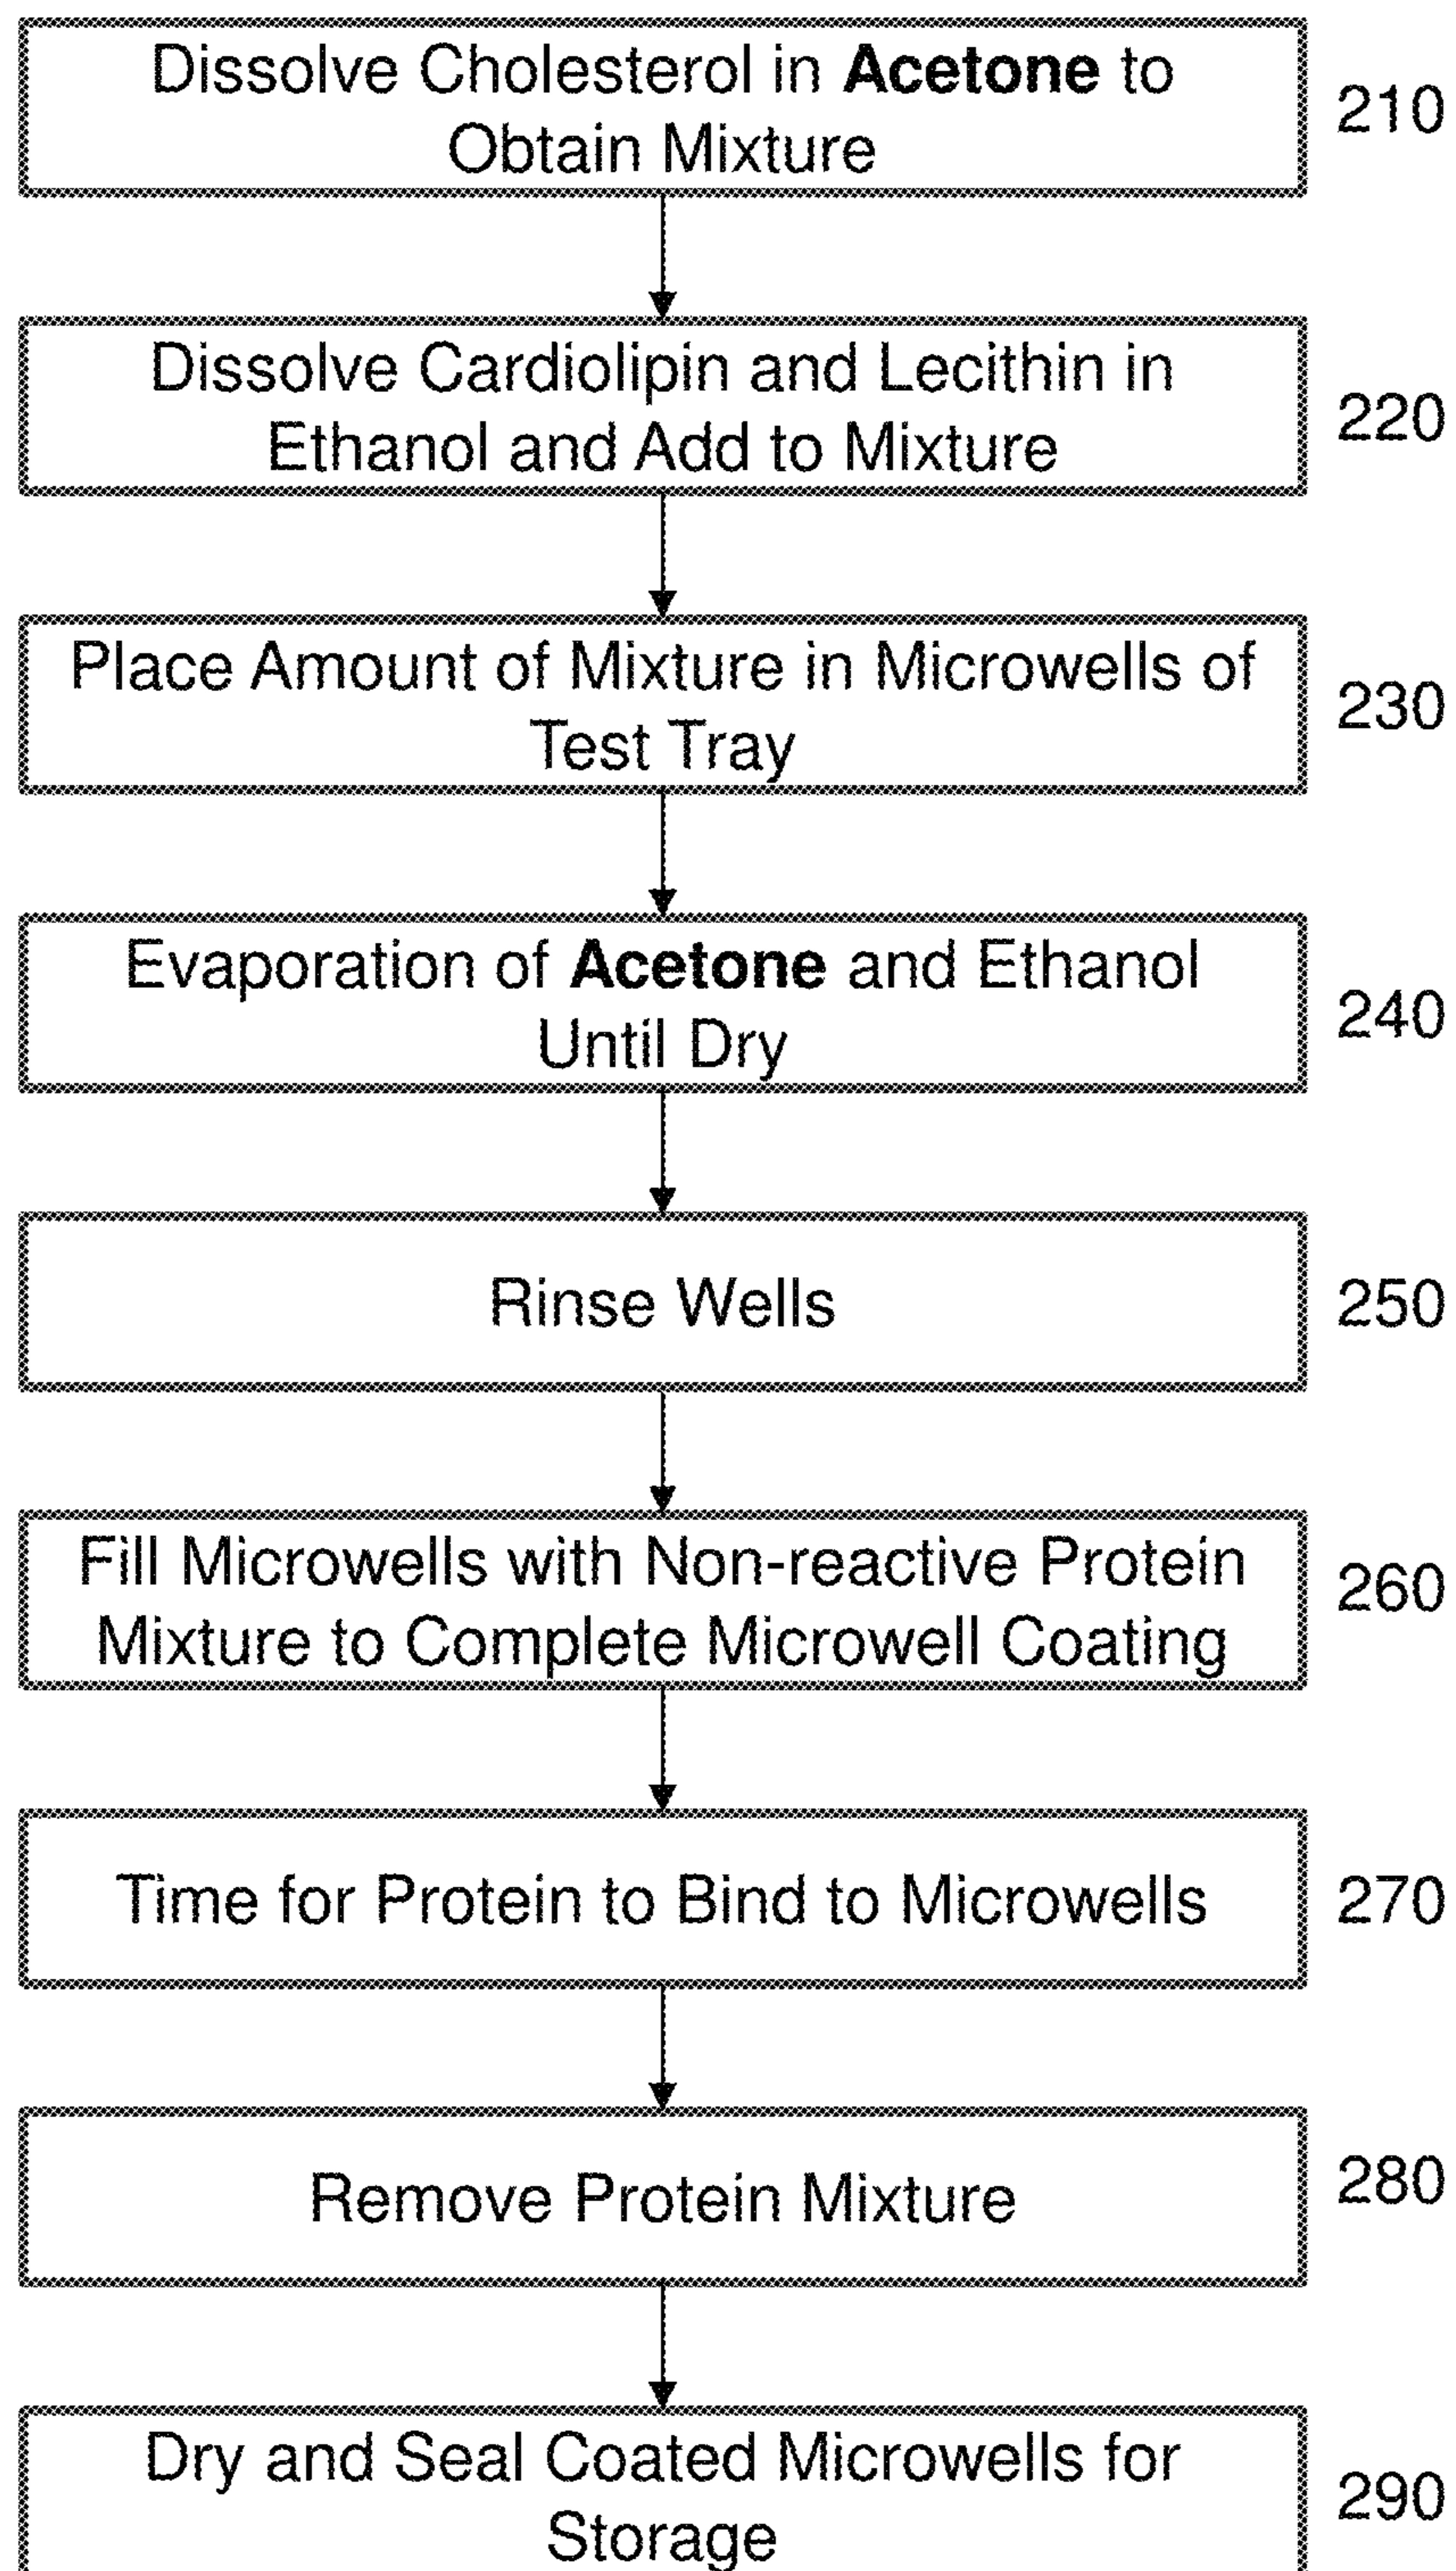 Dissolve Cholesterol in Acetone to
Obtain Mixture
210
Dissolve Cardiolipin and Lecithin in
Ethanol and Add to Mixture
220
Place Amount of Mixture in Microwells of
Test Tray
230
Evaporation of Acetone and Ethanol
Until Dry
240
Rinse Wells
250
Fill Microwells with Non-reactive Protein
Mixture to Complete Microwell Coating
260
Time for Protein to Bind to Microwells
270
Remove Protein Mixture
280
Dry and Seal Coated Microwells for
Storage
290